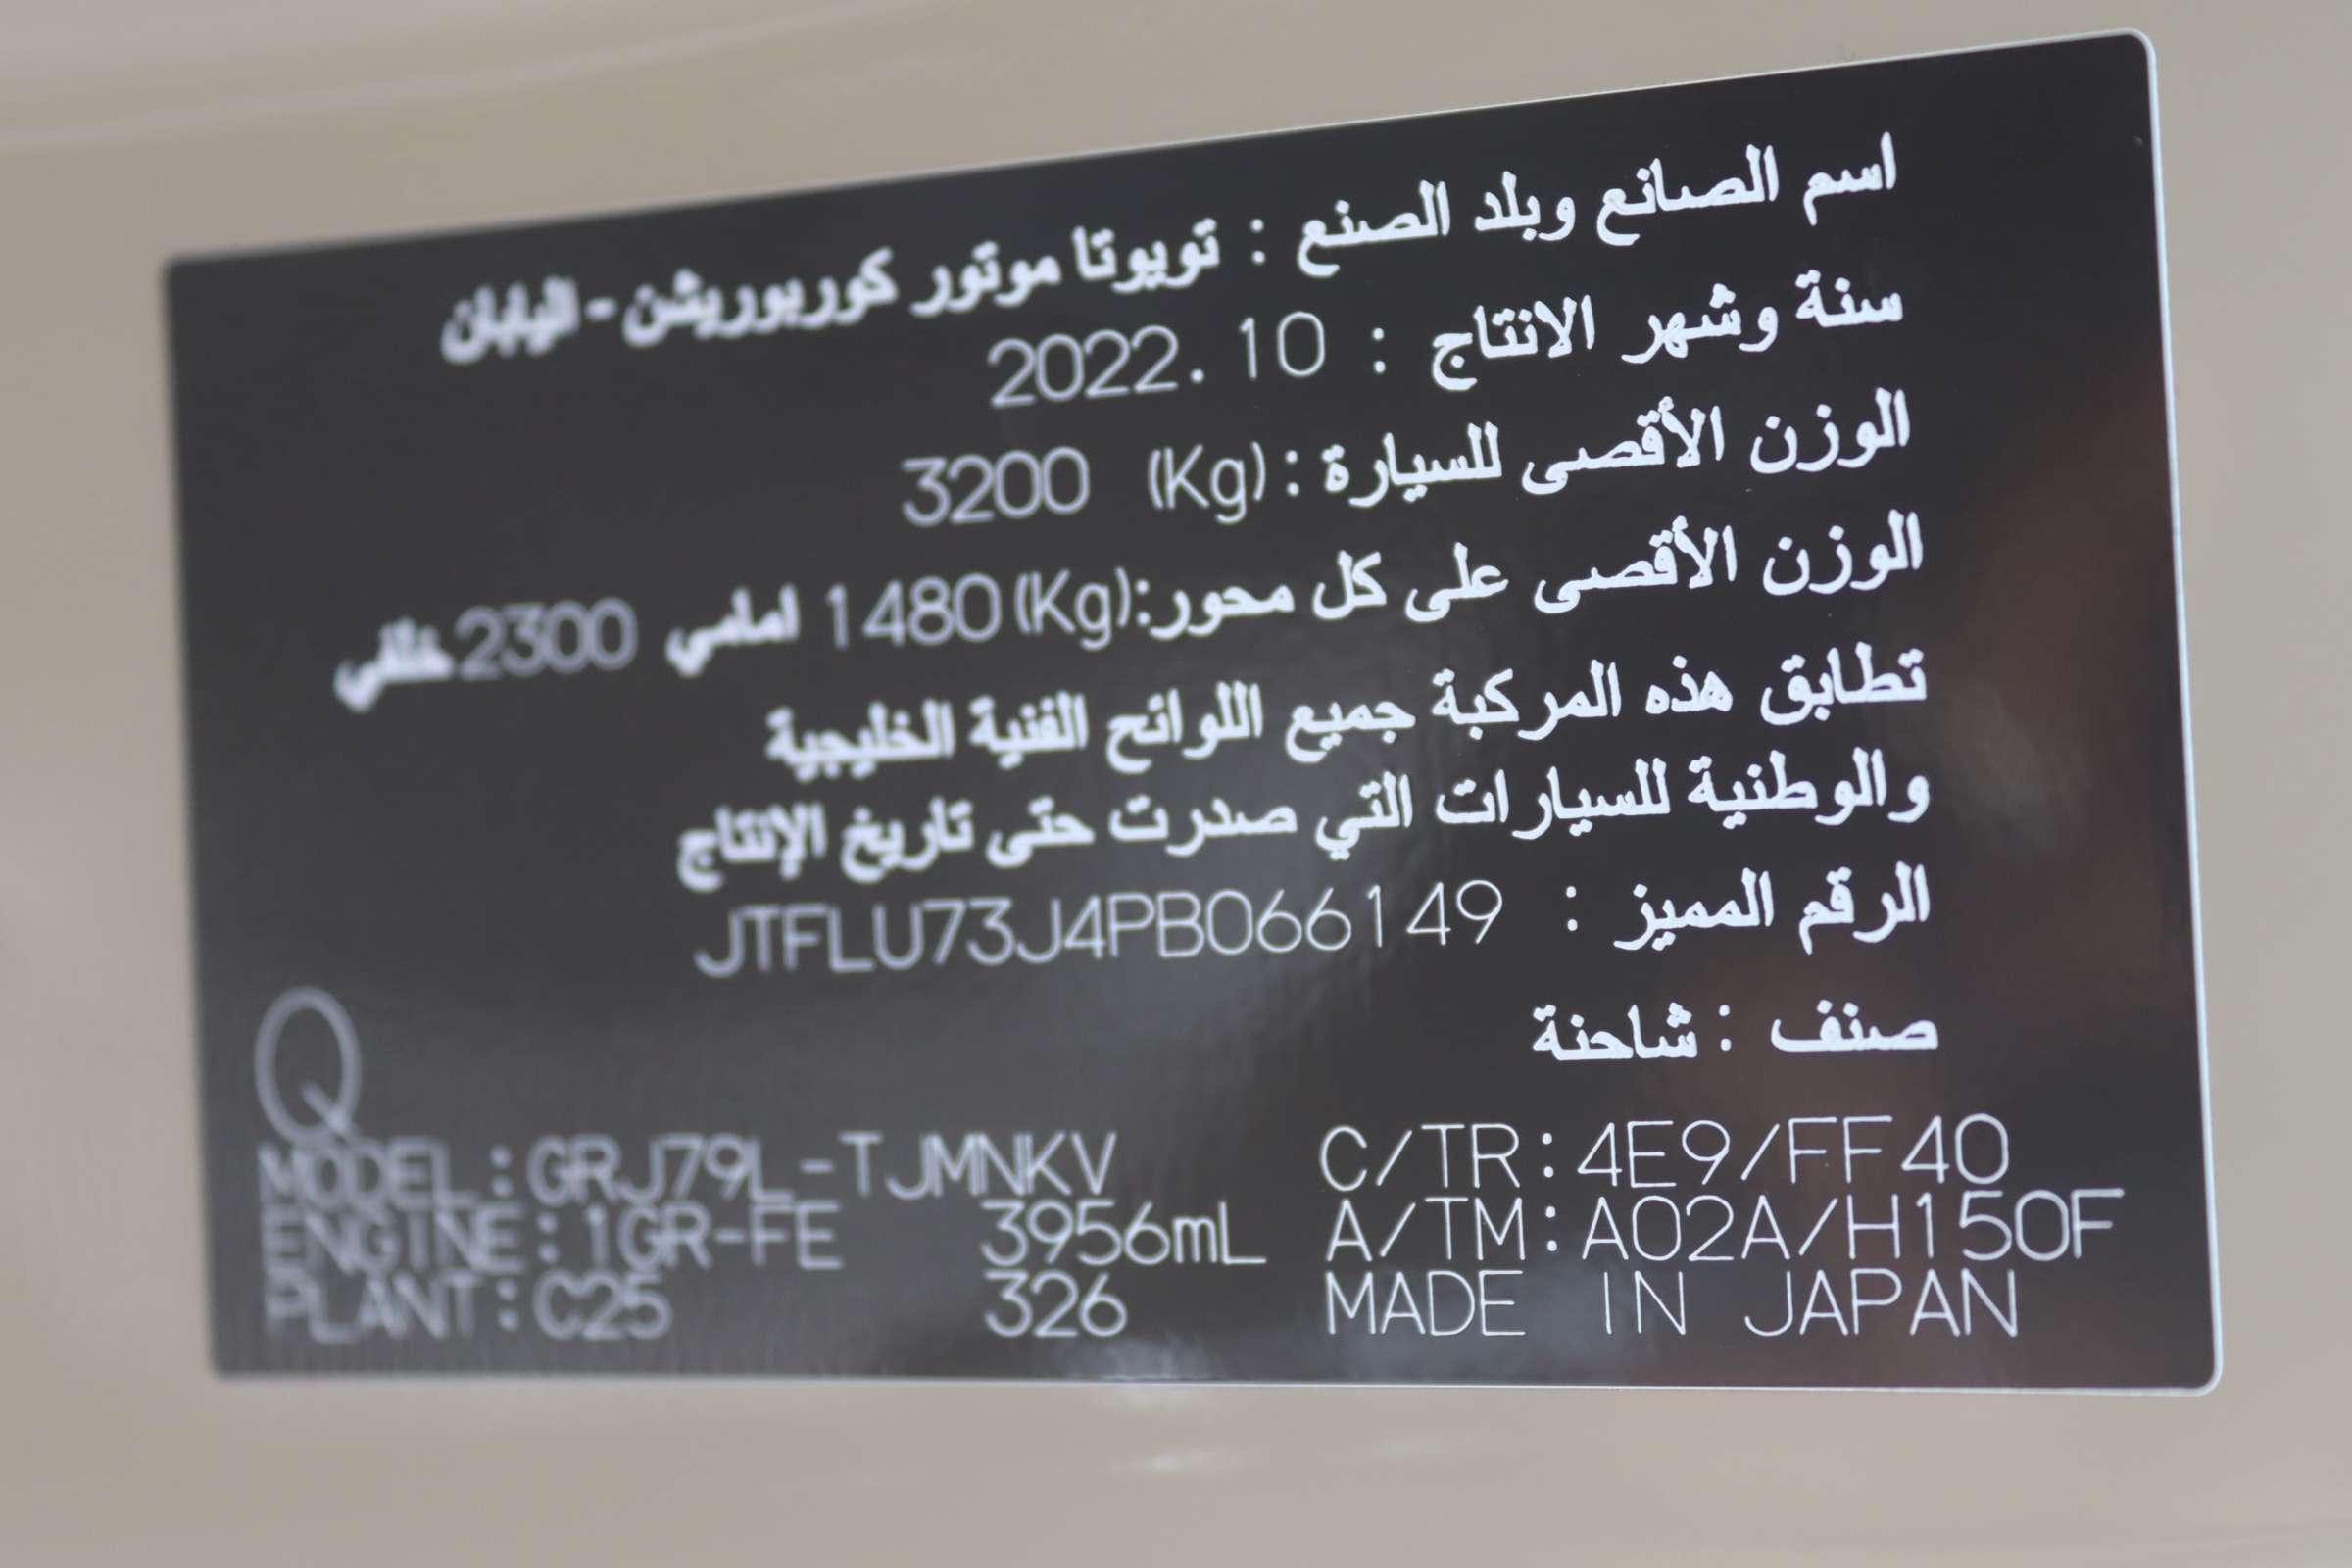 اسم الصانع وبلد الصنع : تويوتا موتور كوربوريشن - اليابان
سنة وشهر الانتاج : 2022.10
الوزن الأقصى للسيارة : (Kg) 3200
الوزن الأقصى على كل محور:(Kg) 1480 امامي 2300 خلفي
تطابق هذه المركبة جميع اللوائح الفنية الخليجية
والوطنية للسيارات التي صدرت حتى تاريخ الإنتاج
الرقم المميز : JTFLU73J4PB066149
صنف : شاحنة
Q
MODEL:GRJ79L-TJMNKV C/TR:4E9/FF40
ENGINE:1GR-FE 3956mL A/TM:A02A/H150F
PLANT:C25 326 MADE IN JAPAN